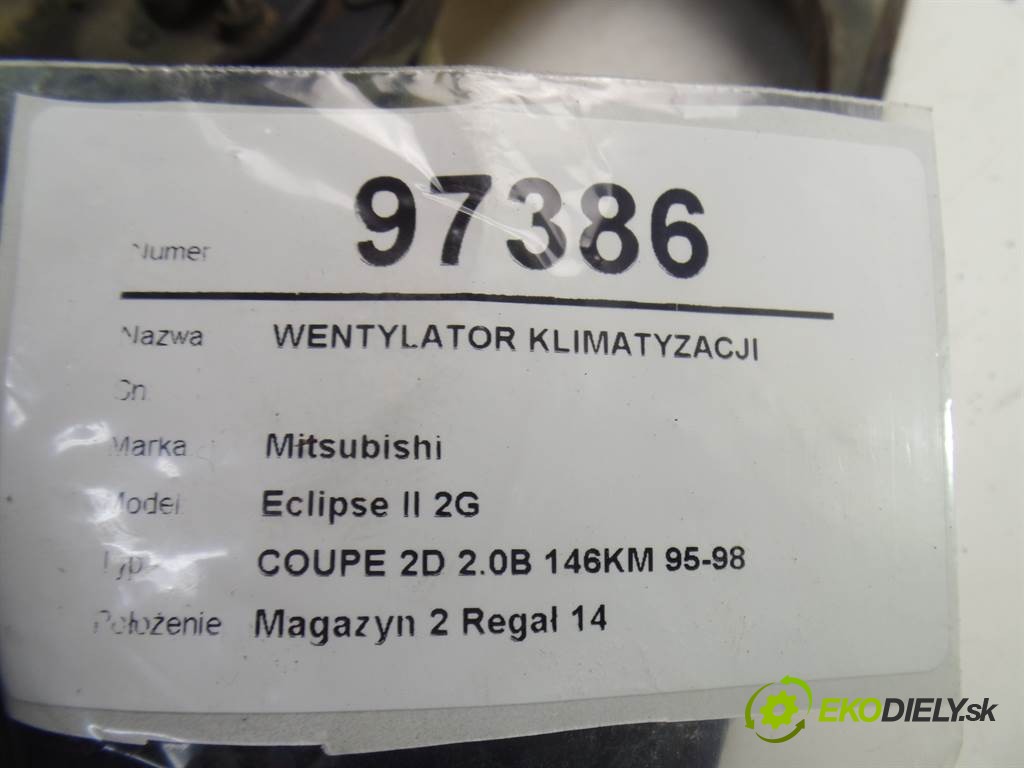 Numer 97386
Nazwa WENTYLATOR KLIMATYZACJI
Marka Mitsubishi
Model Eclipse II 2G
Typ COUPE 2D 2.0B 146KM 95-98
Położenie Magazyn 2 Regał 14
EKODIELY.sk